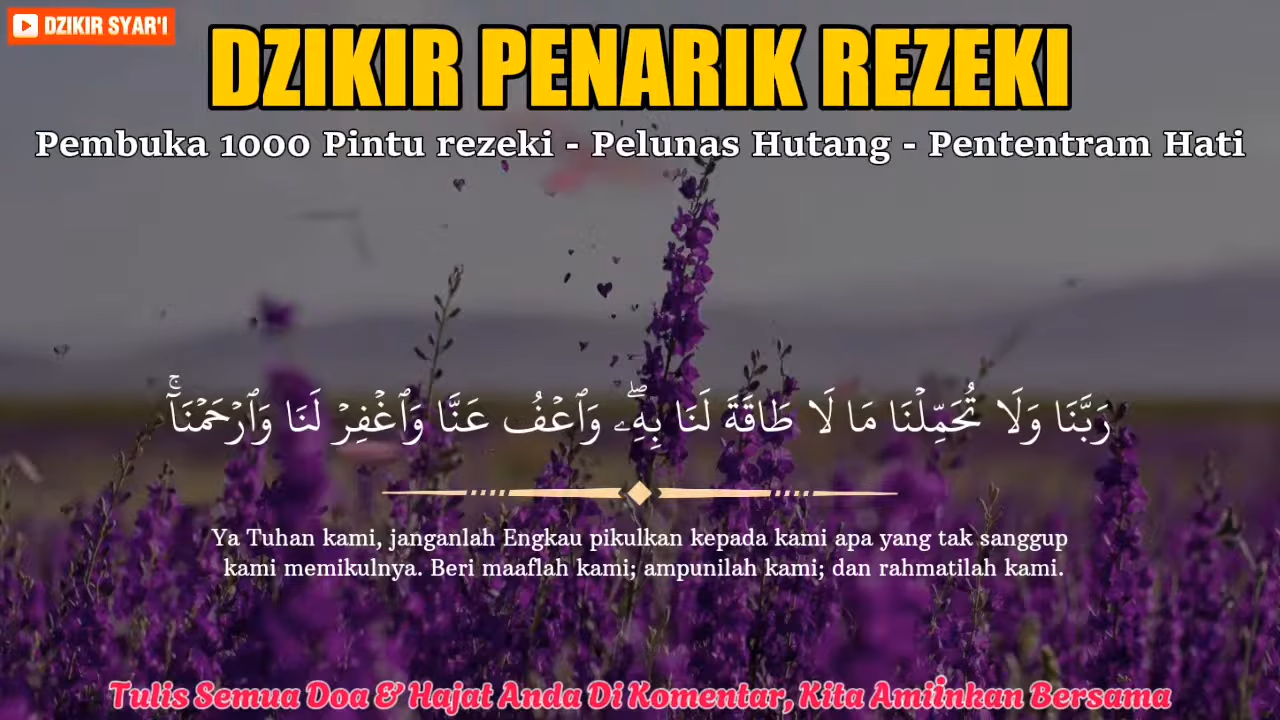 DZIKIR SYAR'I
DZIKIR PENARIK REZEKI
Pembuka 1000 Pintu rezeki - Pelunas Hutang - Pententram Hati
رَبَّنَا وَلَا تُحَمِّلْنَا مَا لَا طَاقَةَ لَنَا بِهِۦۖ وَٱعْفُ عَنَّا وَٱغْفِرْ لَنَا وَٱرْحَمْنَآۚ
Ya Tuhan kami, janganlah Engkau pikulkan kepada kami apa yang tak sanggup
kami memikulnya. Beri maaflah kami; ampunilah kami; dan rahmatilah kami.
Tulis Semua Doa & Hajat Anda Di Komentar, Kita Amiinkan Bersama